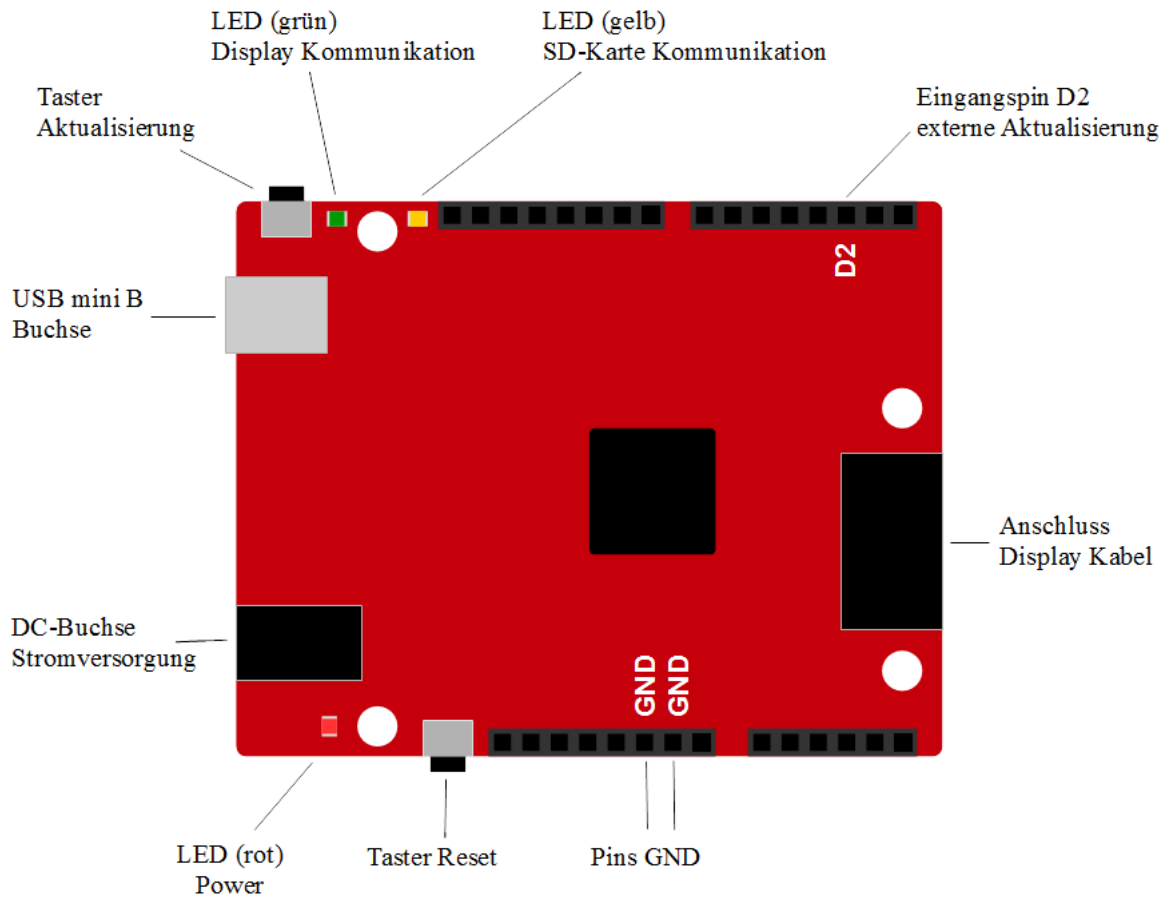 LED (grün)
Display Kommunikation
LED (gelb)
SD-Karte Kommunikation
Taster
Aktualisierung
Eingangspin D2
externe Aktualisierung
D2
USB mini B
Buchse
Anschluss
Display Kabel
DC-Buchse
Stromversorgung
GND
GND
LED (rot)
Power
Taster Reset
Pins GND